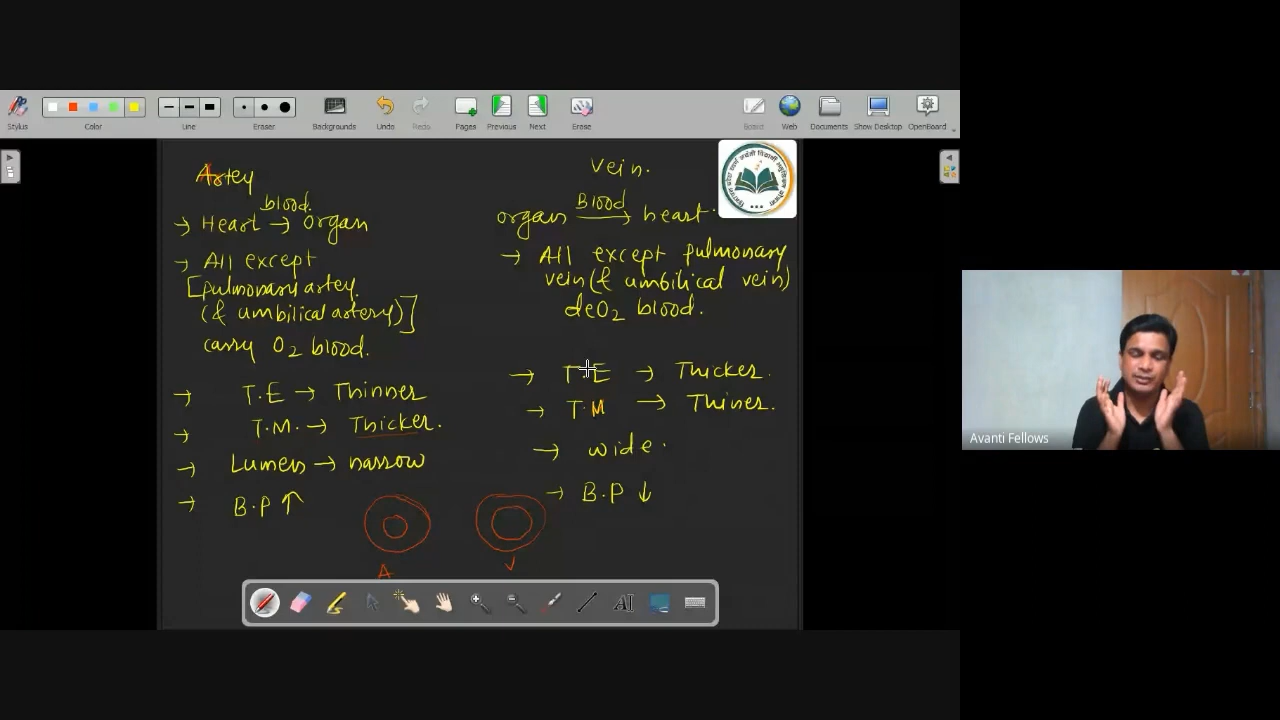 Stylus
Color
Line
Eraser
Backgrounds
Undo
Redo
Pages
Previous
Next
Erase
Board
Web
Documents
Show Desktop
OpenBoard
Artey
blood.
→ Heart → organ
→ All except
[pulmonary artey
(& umbilical artery)]
carry O2 blood.
→ T.E → Thinner
→ T.M. → Thicker.
→ Lumen → narrow
→ B.P ↑
A
Vein.
organ Blood → heart.
→ All except pulmonary
vein (& umbilical vein)
deO2 blood.
→ T.E → Thicker.
→ T.M → Thiner.
→ wide.
→ B.P ↓
V
Avanti Fellows